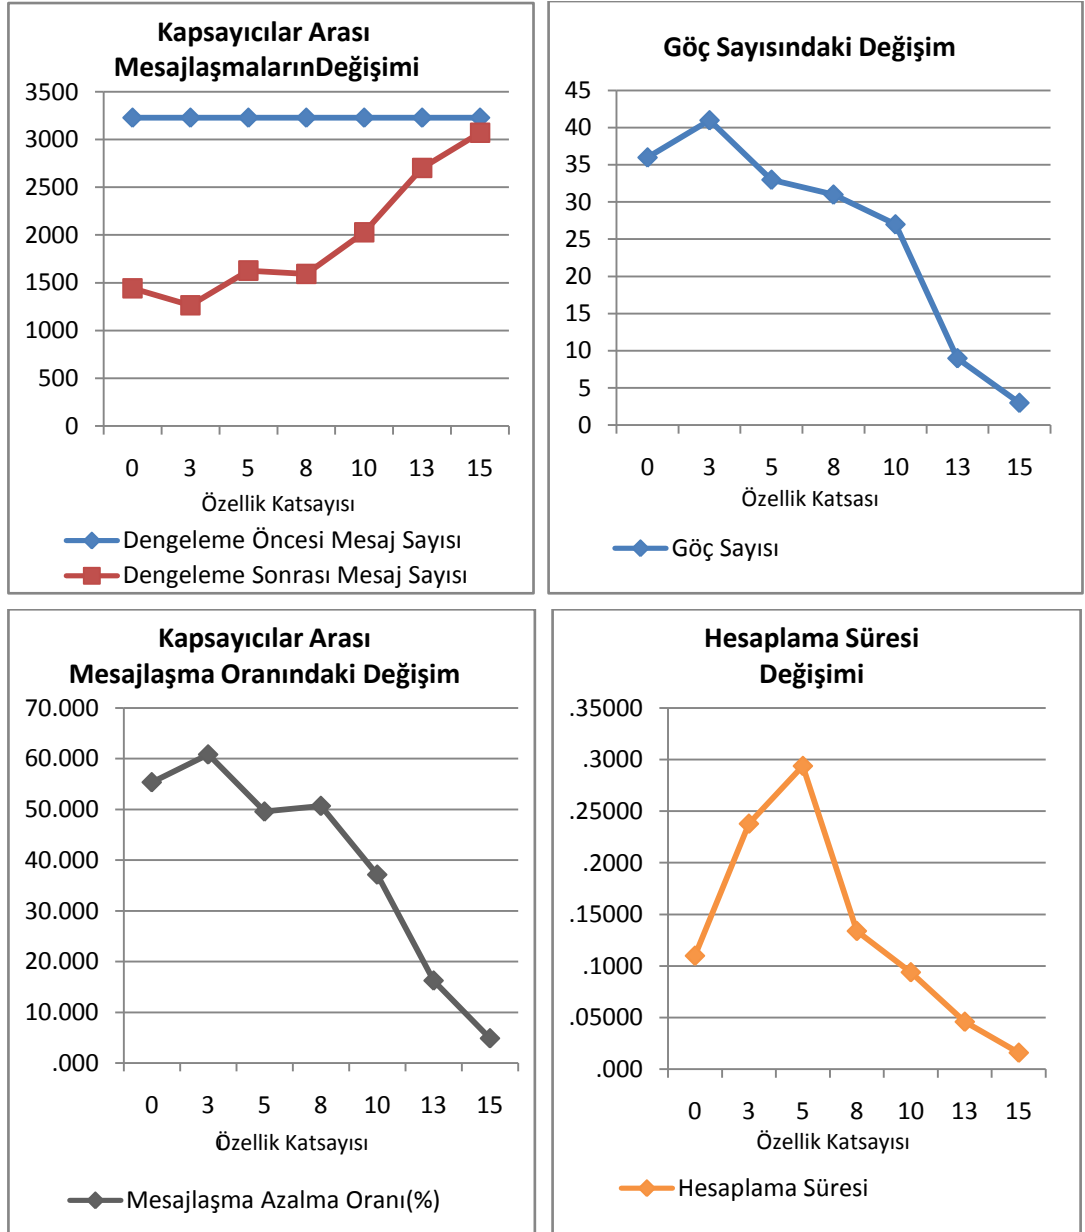 Kapsayıcılar Arası
MesajlaşmalarınDeğişimi
3500
3000
2500
2000
1500
1000
500
0
0 3 5 8 10 13 15
Özellik Katsayısı
Dengeleme Öncesi Mesaj Sayısı
Dengeleme Sonrası Mesaj Sayısı
Göç Sayısındaki Değişim
45
40
35
30
25
20
15
10
5
0
0 3 5 8 10 13 15
Özellik Katsası
Göç Sayısı
Kapsayıcılar Arası
Mesajlaşma Oranındaki Değişim
70.000
60.000
50.000
40.000
30.000
20.000
10.000
.000
0 3 5 8 10 13 15
Özellik Katsayısı
Mesajlaşma Azalma Oranı(%)
Hesaplama Süresi
Değişimi
.35000
.3000
.25000
.2000
.15000
.1000
.05000
.000
0 3 5 8 10 13 15
Özellik Katsayısı
Hesaplama Süresi